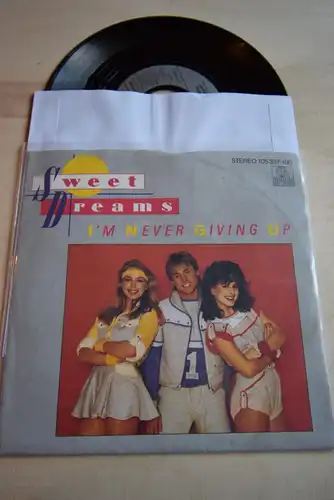 STEREO 105 337-100
Sweet
Dreams
I'M NEVER GIVING UP
1